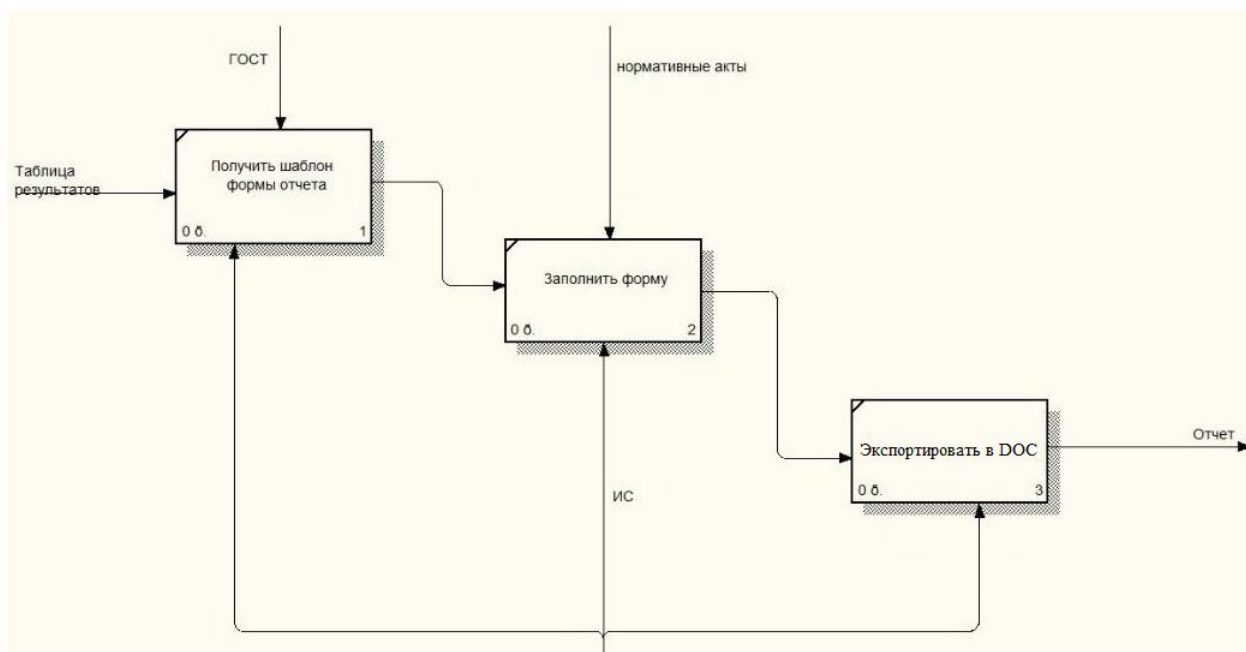 ГОСТ
нормативные акты
Таблица
результатов
Получить шаблон
формы отчета
0 б.
1
Заполнить форму
0 б.
2
Экспортировать в DOC
0 б.
3
Отчет
ИС